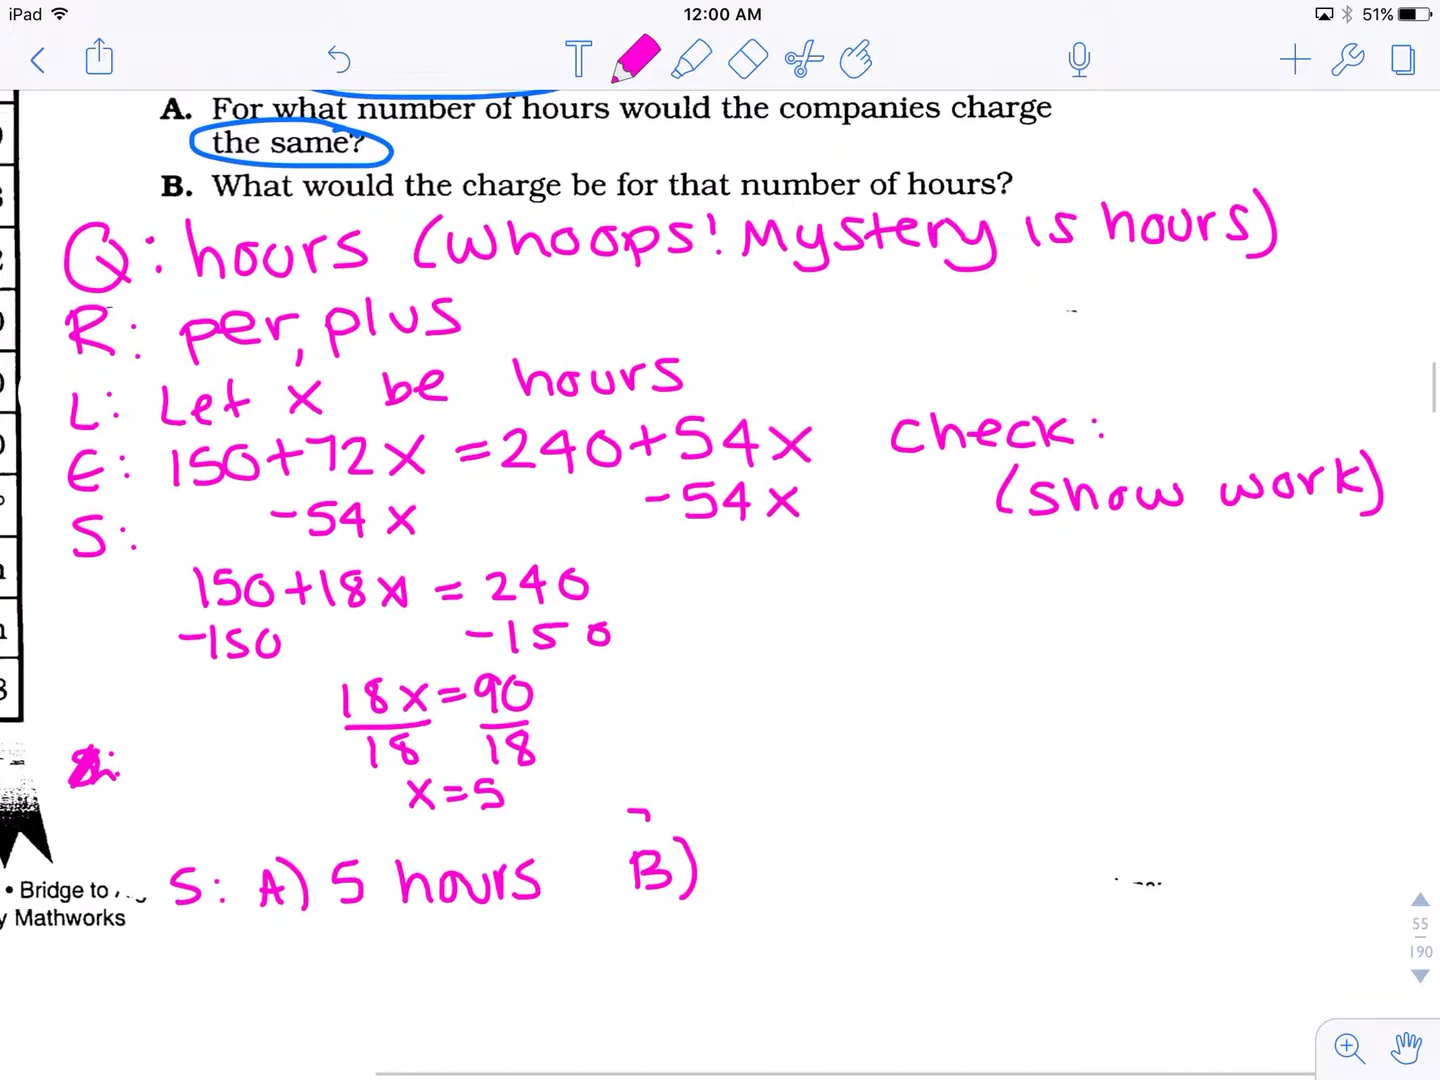 iPad 12:00 AM 51%
T
A. For what number of hours would the companies charge
the same?
B. What would the charge be for that number of hours?
Q: hours (whoops! Mystery is hours)
R: per, plus
L: Let x be hours
E: 150+72x = 240+54x
-54x -54x
check:
(show work)
S:
150+18x = 240
-150 -150
18x = 90
18 18
x = 5
S: A) 5 hours B)
• Bridge to
Mathworks
55
190